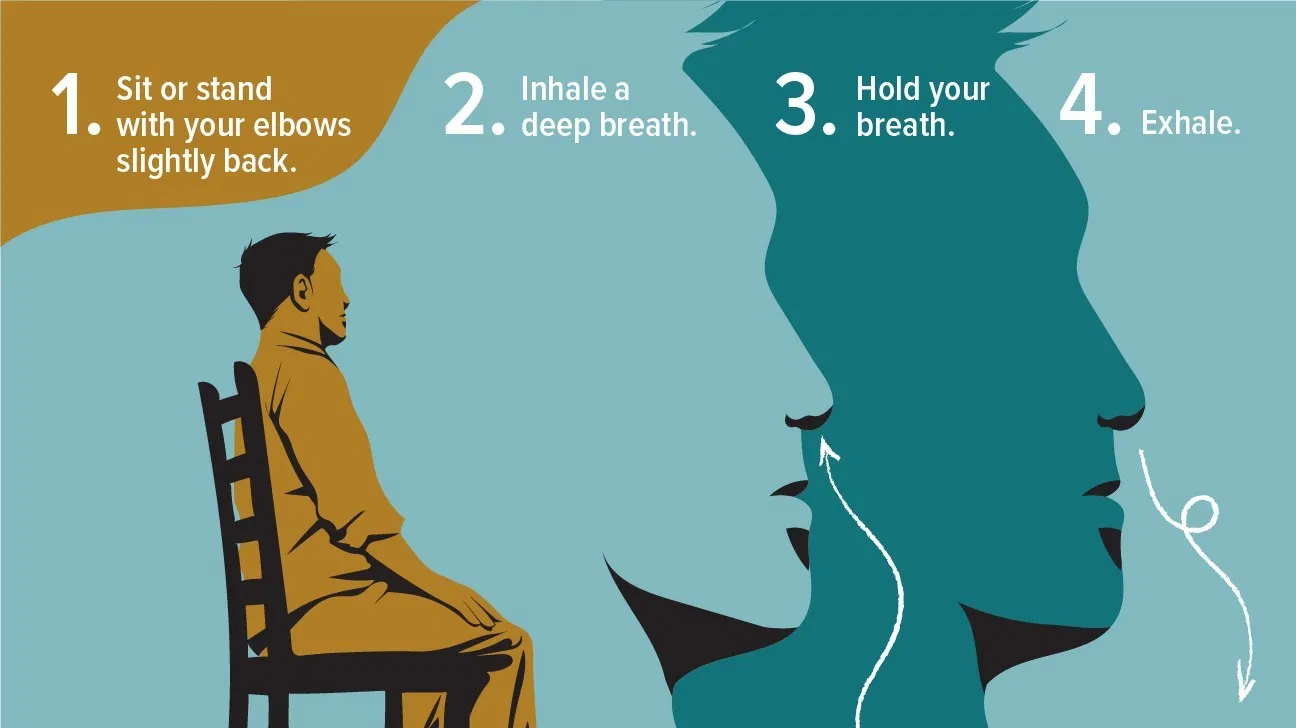 1. Sit or stand
with your elbows
slightly back.
2. Inhale a
deep breath.
3. Hold your
breath.
4. Exhale.